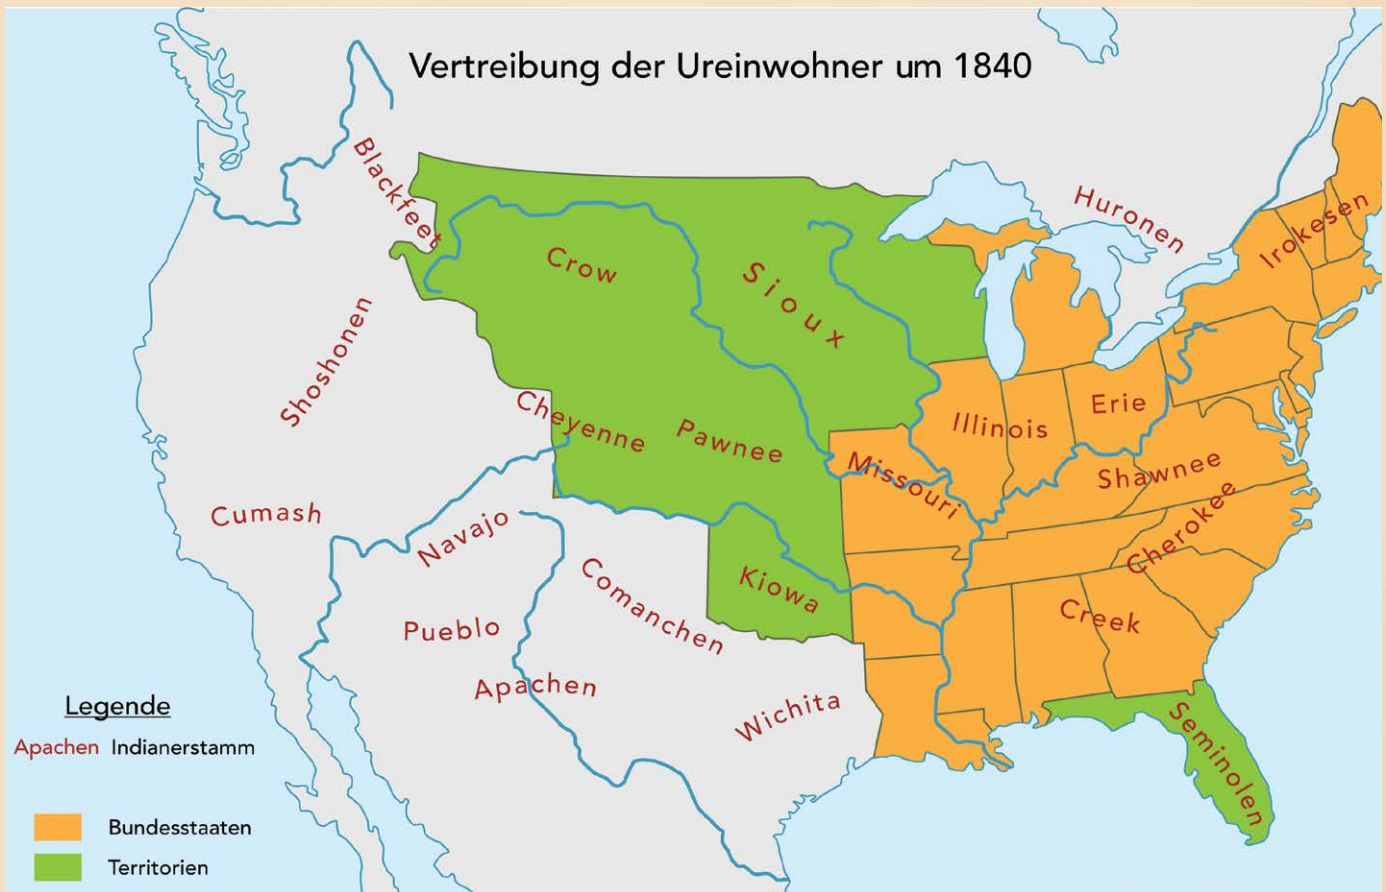 Vertreibung der Ureinwohner um 1840
Blackfeet
Huronen
Irokesen
Crow
Sioux
Shoshonen
Cheyenne
Pawnee
Illinois
Erie
Missouri
Shawnee
Cherokee
Cumash
Navajo
Comanchen
Kiowa
Creek
Pueblo
Apachen
Wichita
Seminolen
Legende
Apachen Indianerstamm
Bundesstaaten
Territorien